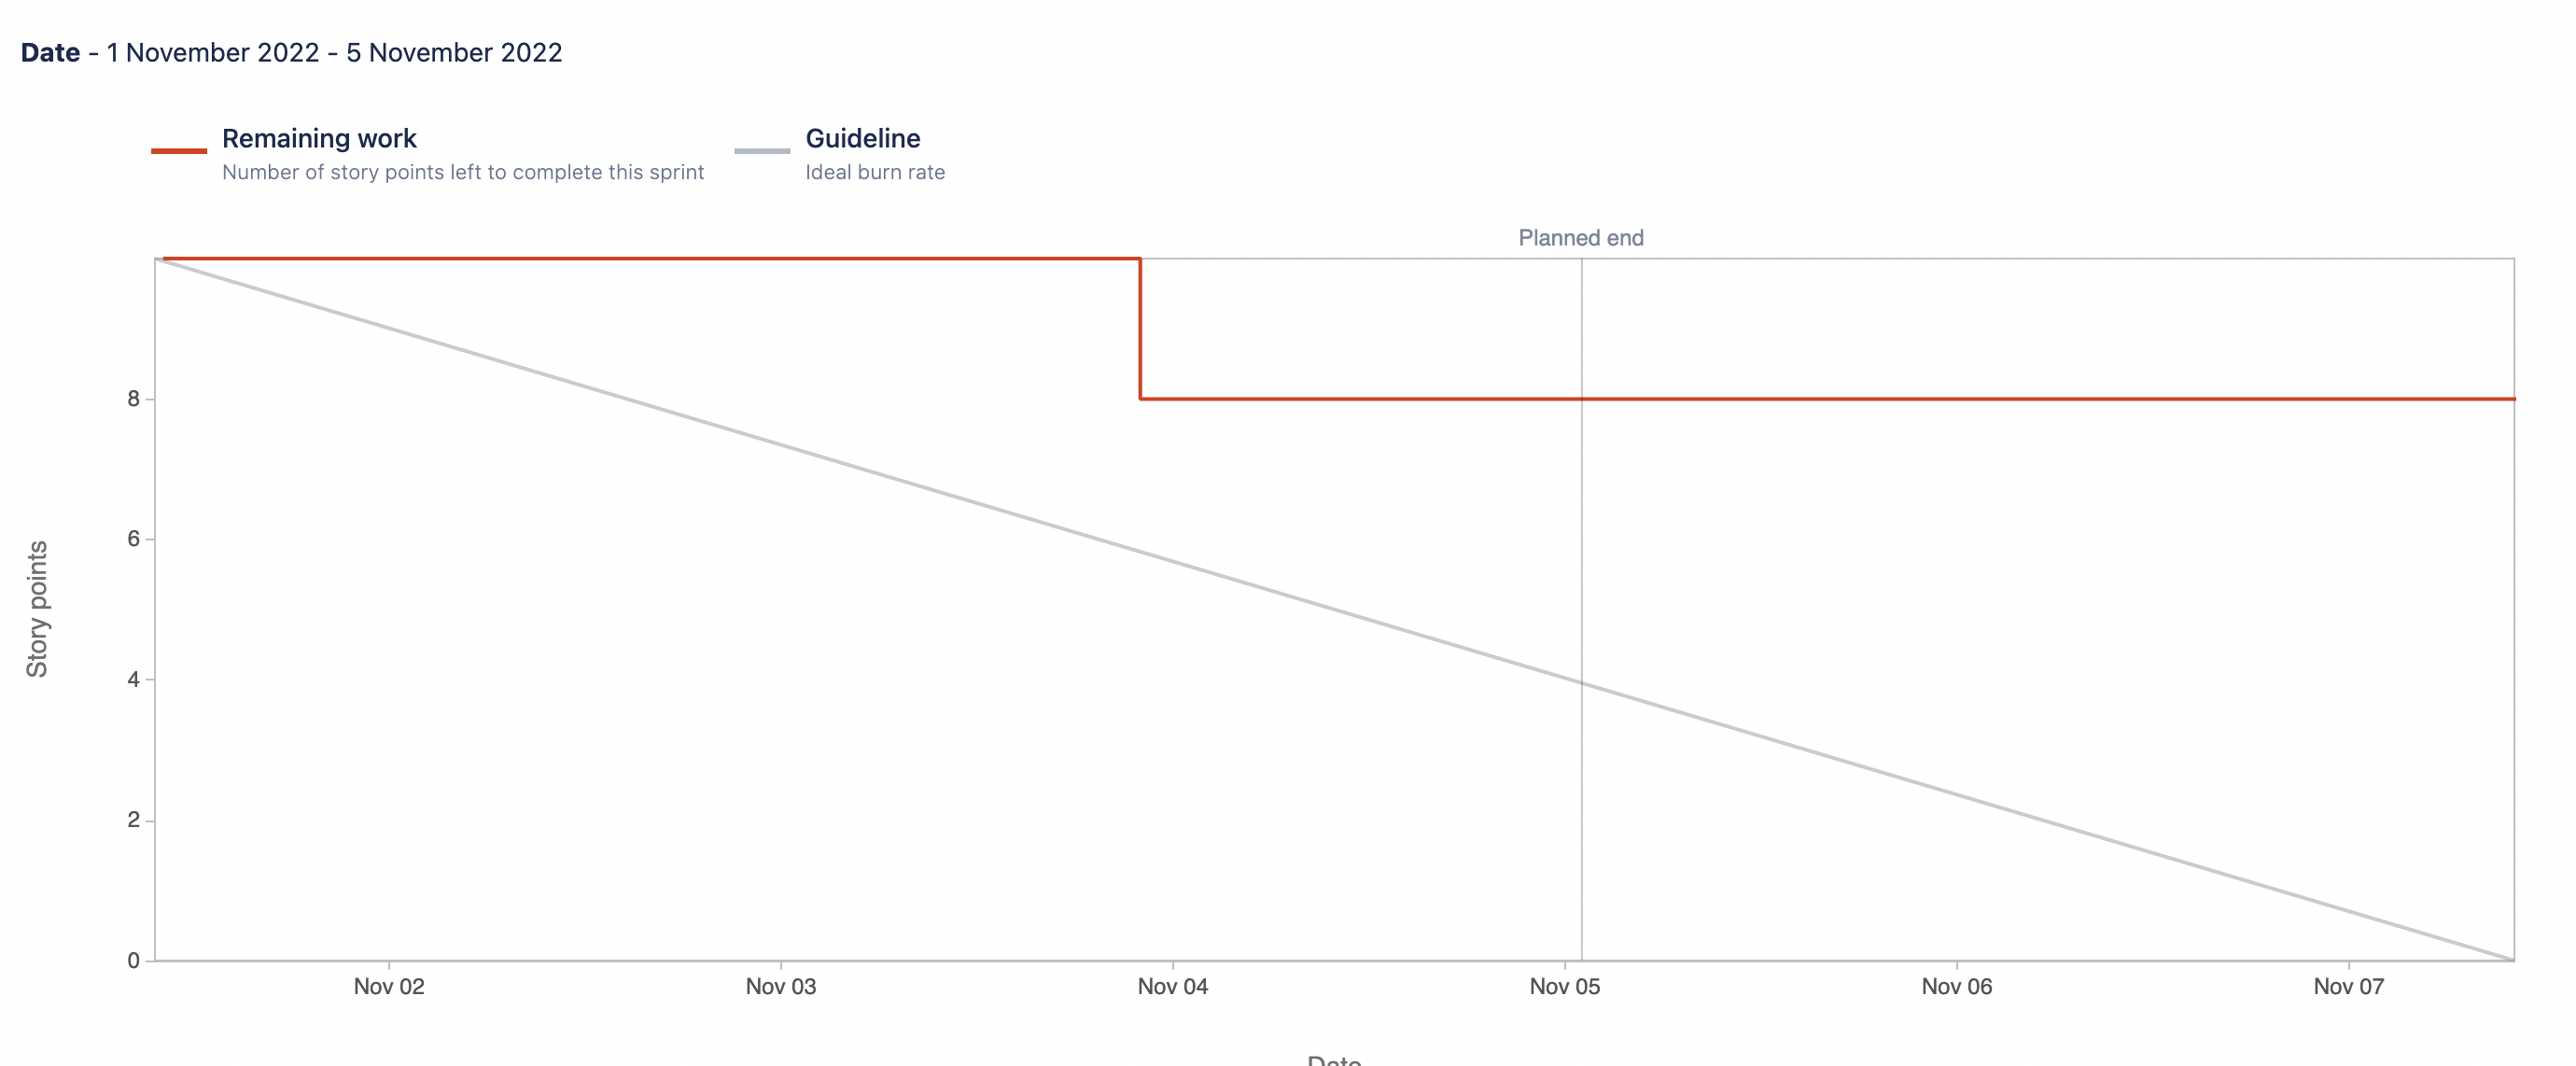 Date - 1 November 2022 - 5 November 2022
Remaining work
Number of story points left to complete this sprint
Guideline
Ideal burn rate
Planned end
8
6
4
2
0
Story points
Nov 02
Nov 03
Nov 04
Nov 05
Nov 06
Nov 07
Date